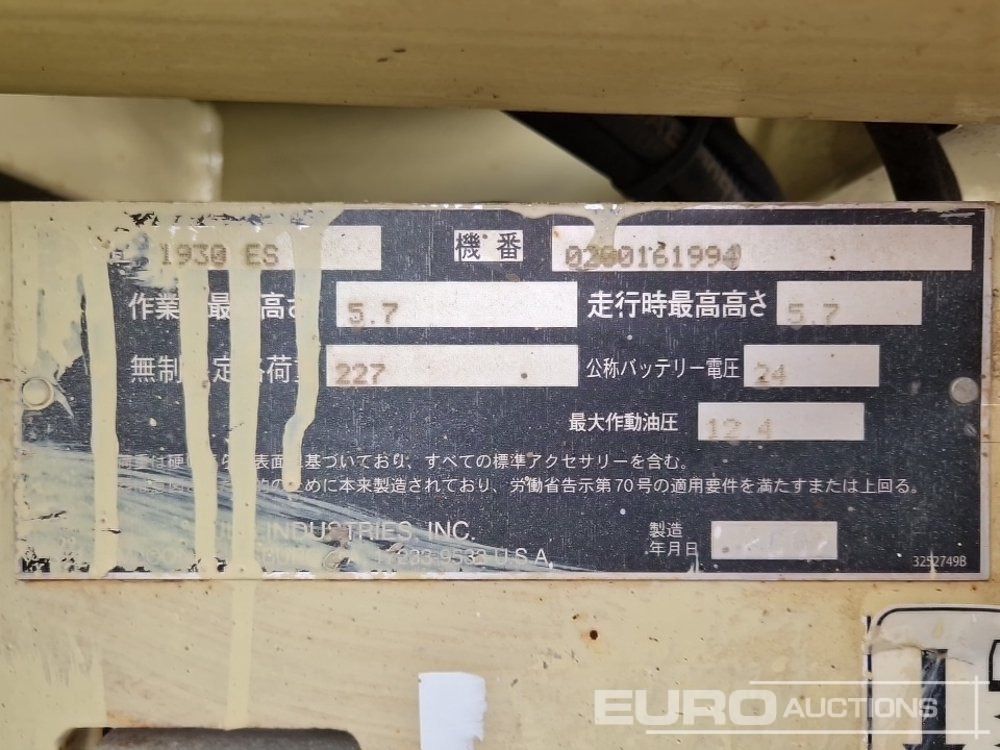 1930 ES 機番 0200161994
作業 最高高さ 5.7 走行時最高高さ 5.7
無制 定格荷重 227 公称バッテリー電圧 24
最大作動油圧 12.4
表面 基づいており、すべての標準アクセサリーを含む。
ために本来製造されており、労働省告示第70号の適用要件を満たすまたは上回る。
INDUSTRIES, INC. 製造
233-9533 U.S.A. 年月日
3252749B
EURO AUCTIONS